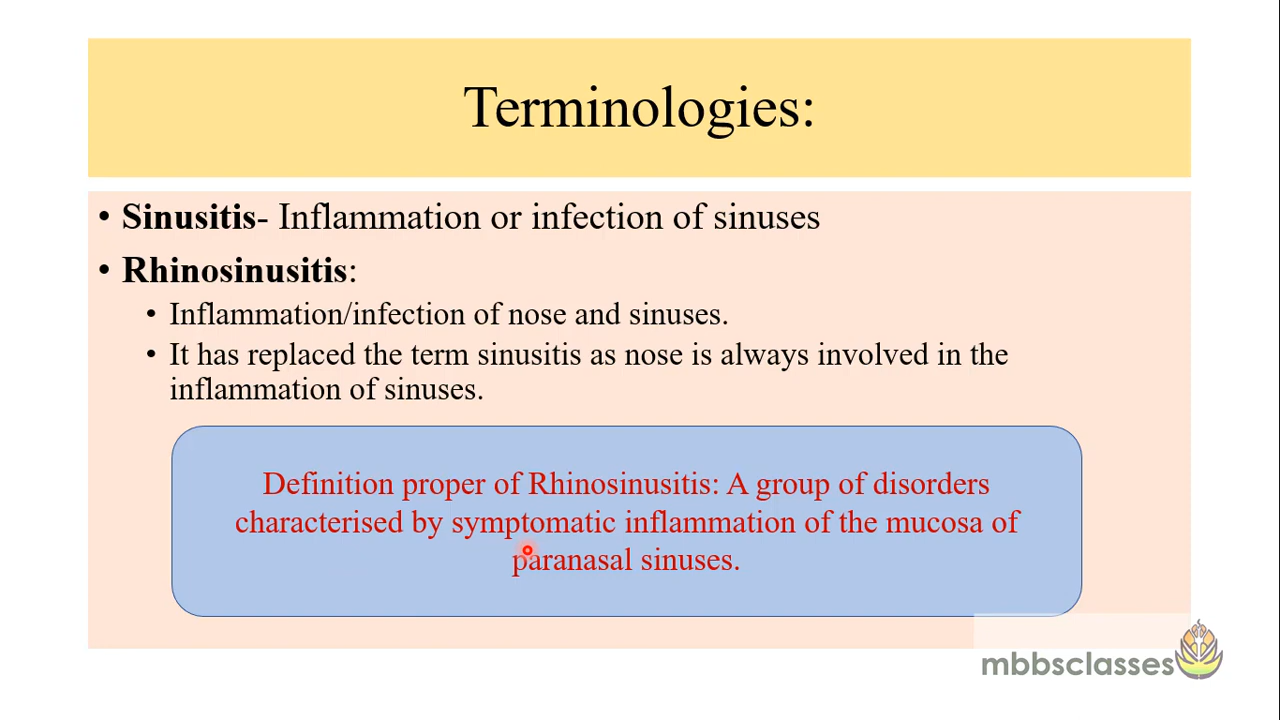 Terminologies:
• Sinusitis- Inflammation or infection of sinuses
• Rhinosinusitis:
• Inflammation/infection of nose and sinuses.
• It has replaced the term sinusitis as nose is always involved in the
inflammation of sinuses.
Definition proper of Rhinosinusitis: A group of disorders
characterised by symptomatic inflammation of the mucosa of
paranasal sinuses.
mbbsclasses